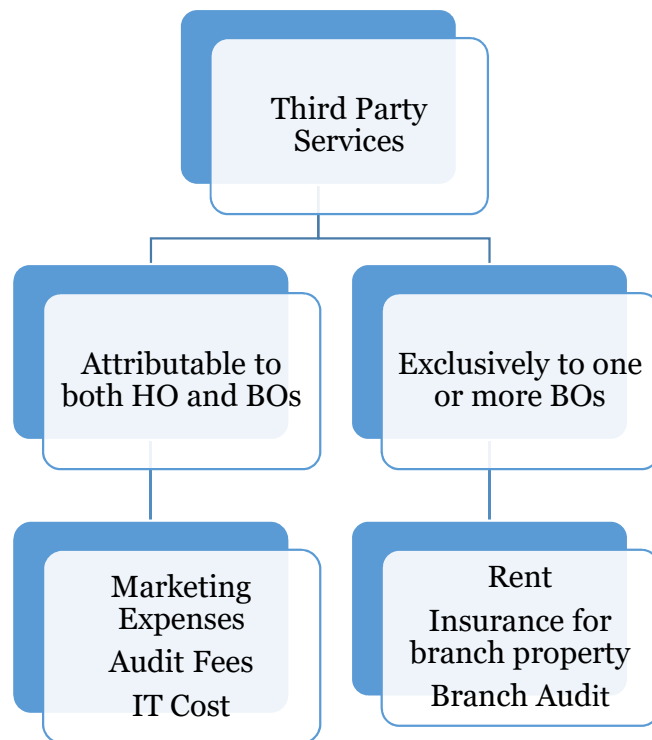 Third Party
Services
Attributable to
both HO and BOs
Exclusively to one
or more BOs
Marketing
Expenses
Audit Fees
IT Cost
Rent
Insurance for
branch property
Branch Audit